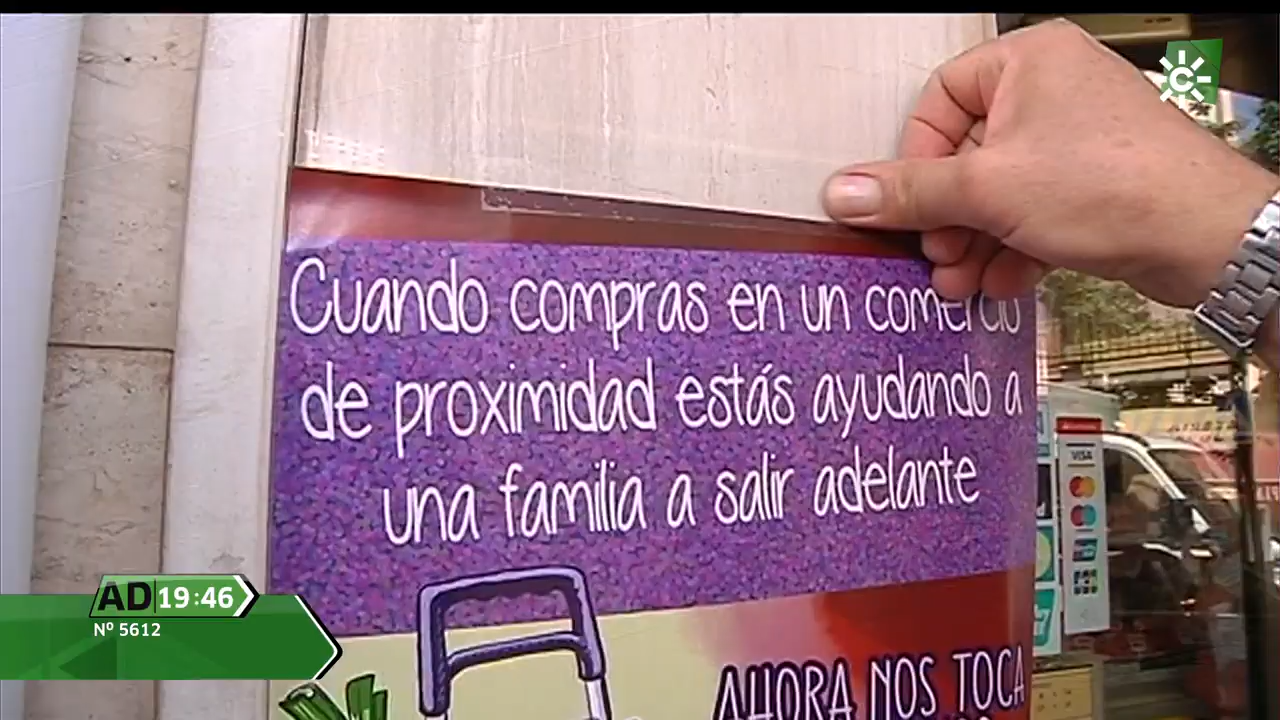 Cuando compras en un comercio
de proximidad estás ayudando a
una familia a salir adelante
AHORA NOS TOCA
VISA
AD 19:46
Nº 5612
C